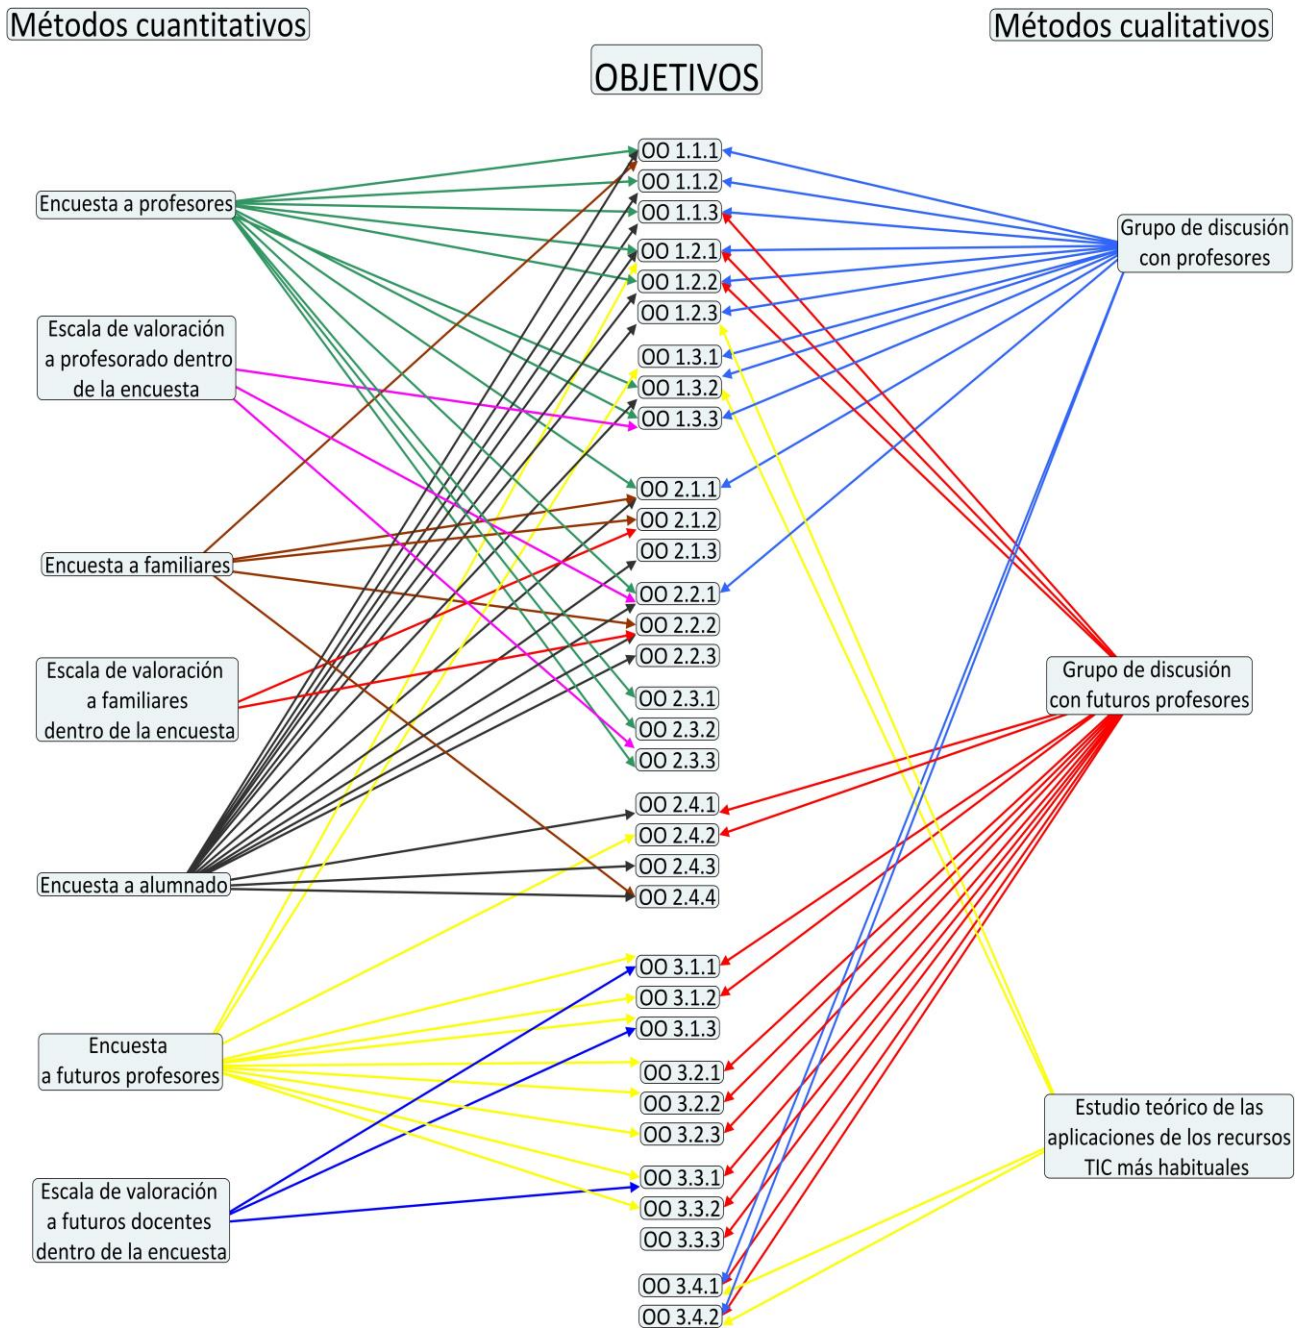 Métodos cuantitativos
Métodos cualitativos
OBJETIVOS
Encuesta a profesores
Escala de valoración
a profesorado dentro
de la encuesta
Encuesta a familiares
Escala de valoración
a familiares
dentro de la encuesta
Encuesta a alumnado
Encuesta
a futuros profesores
Escala de valoración
a futuros docentes
dentro de la encuesta
OO 1.1.1
OO 1.1.2
OO 1.1.3
OO 1.2.1
OO 1.2.2
OO 1.2.3
OO 1.3.1
OO 1.3.2
OO 1.3.3
OO 2.1.1
OO 2.1.2
OO 2.1.3
OO 2.2.1
OO 2.2.2
OO 2.2.3
OO 2.3.1
OO 2.3.2
OO 2.3.3
OO 2.4.1
OO 2.4.2
OO 2.4.3
OO 2.4.4
OO 3.1.1
OO 3.1.2
OO 3.1.3
OO 3.2.1
OO 3.2.2
OO 3.2.3
OO 3.3.1
OO 3.3.2
OO 3.3.3
OO 3.4.1
OO 3.4.2
Grupo de discusión
con profesores
Grupo de discusión
con futuros profesores
Estudio teórico de las
aplicaciones de los recursos
TIC más habituales